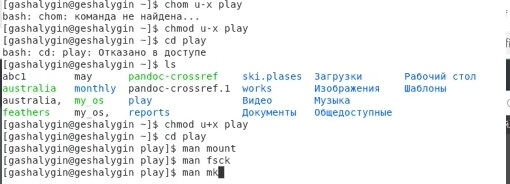 [gashalygin@geshalygin ~]$ chom u-x play
bash: chom: команда не найдена...
[gashalygin@geshalygin ~]$ chmod u-x play
[gashalygin@geshalygin ~]$ cd play
bash: cd: play: Отказано в доступе
[gashalygin@geshalygin ~]$ ls
abc1 may pandoc-crossref ski.plases Загрузки Рабочий стол
australia monthly pandoc-crossref.1 works Изображения Шаблоны
australia, my_os play Видео Музыка
feathers my_os, reports Документы Общедоступные
[gashalygin@geshalygin ~]$ chmod u+x play
[gashalygin@geshalygin ~]$ cd play
[gashalygin@geshalygin play]$ man mount
[gashalygin@geshalygin play]$ man fsck
[gashalygin@geshalygin play]$ man mk